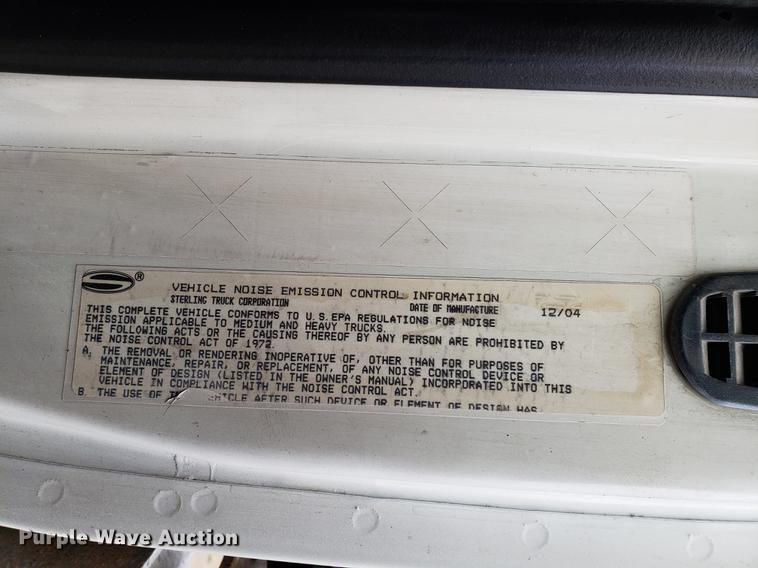 ®
VEHICLE NOISE EMISSION CONTROL INFORMATION
STERLING TRUCK CORPORATION DATE OF MANUFACTURE 12/04
THIS COMPLETE VEHICLE CONFORMS TO U.S.EPA REGULATIONS FOR NOISE
EMISSION APPLICABLE TO MEDIUM AND HEAVY TRUCKS.
THE FOLLOWING ACTS OR THE CAUSING THEREOF BY ANY PERSON ARE PROHIBITED BY
THE NOISE CONTROL ACT OF 1972.
A. THE REMOVAL OR RENDERING INOPERATIVE OF, OTHER THAN FOR PURPOSES OF
MAINTENANCE, REPAIR, OR REPLACEMENT, OF ANY NOISE CONTROL DEVICE OR
ELEMENT OF DESIGN (LISTED IN THE OWNER'S MANUAL) INCORPORATED INTO THIS
VEHICLE IN COMPLIANCE WITH THE NOISE CONTROL ACT.
B. THE USE OF VEHICLE AFTER SUCH DEVICE OR ELEMENT OF DESIGN HAS
Purple Wave Auction